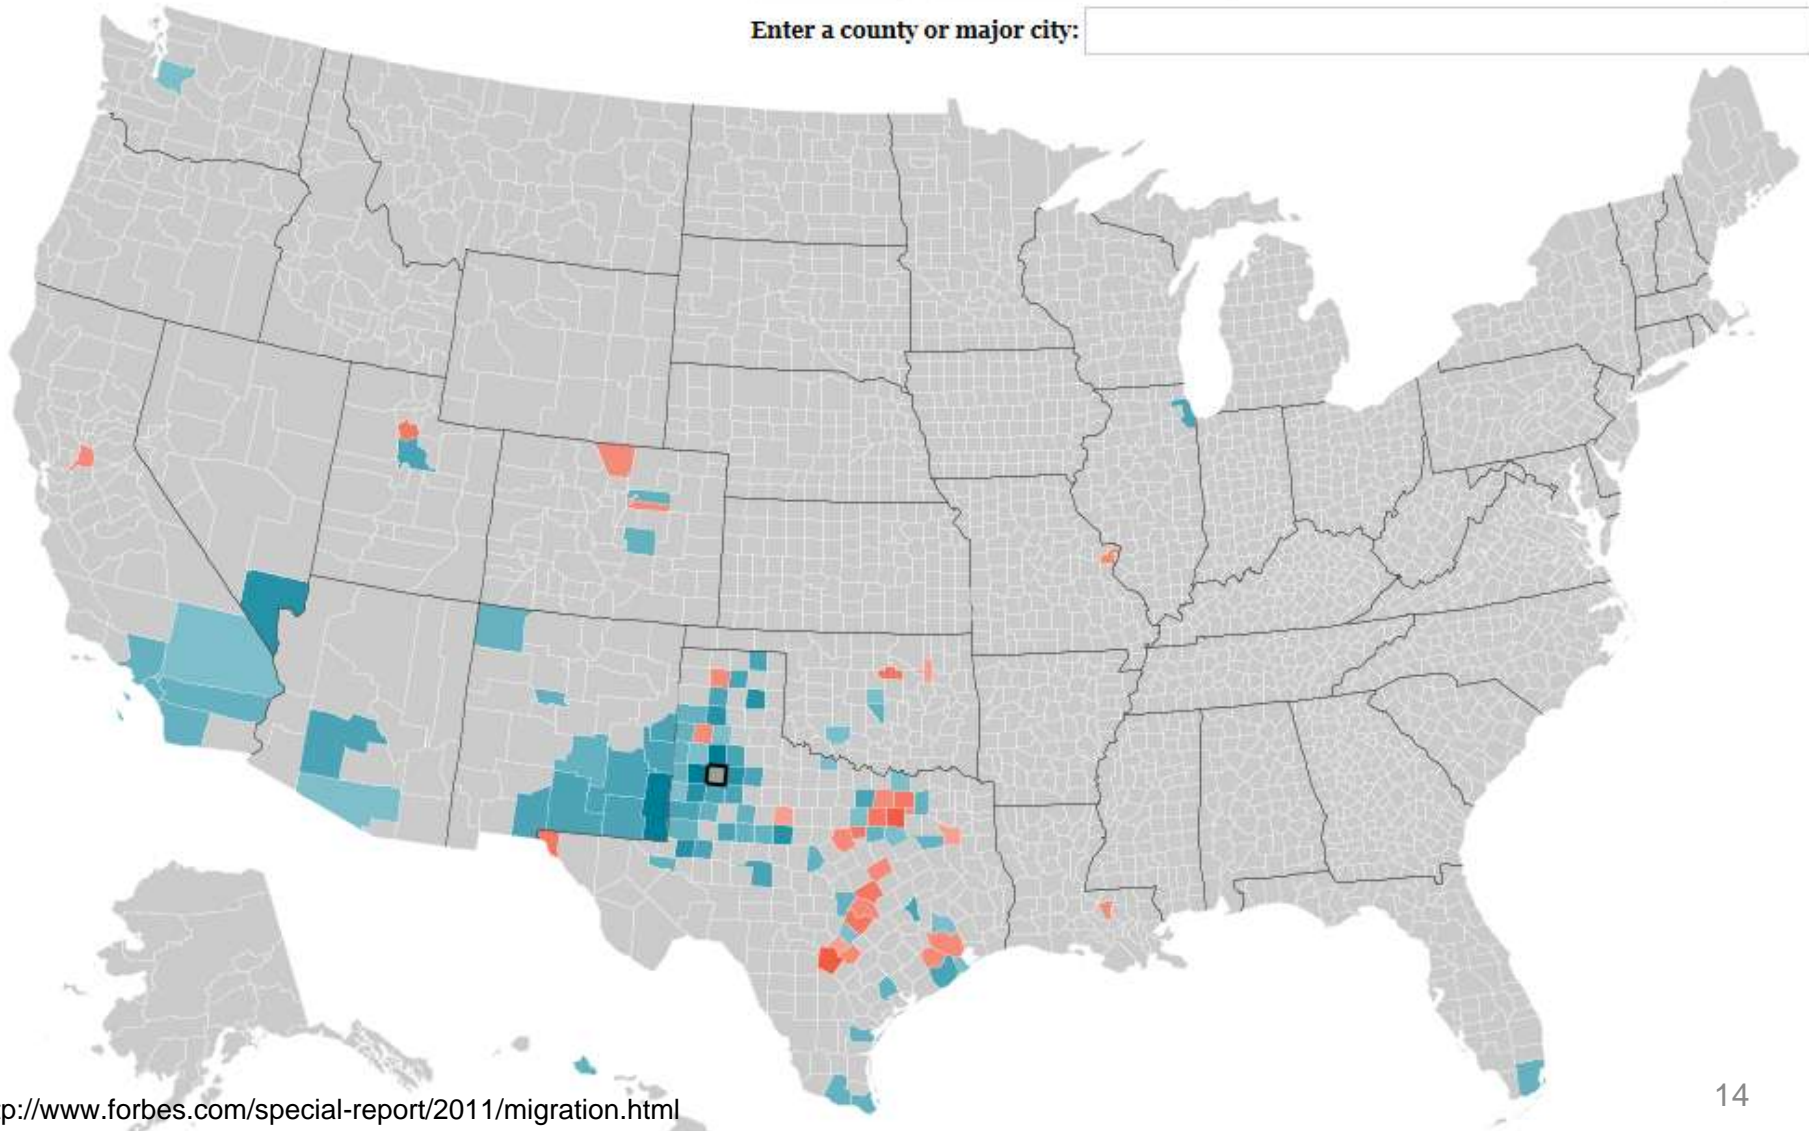 Enter a county or major city:
p://www.forbes.com/special-report/2011/migration.html
14